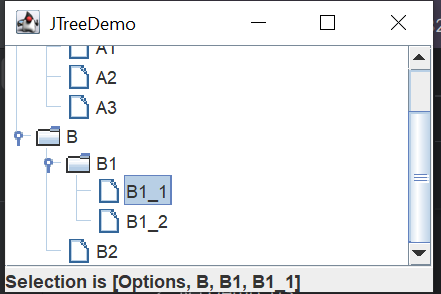 JTreeDemo
A1
A2
A3
B
B1
B1_1
B1_2
B2
Selection is [Options, B, B1, B1_1]